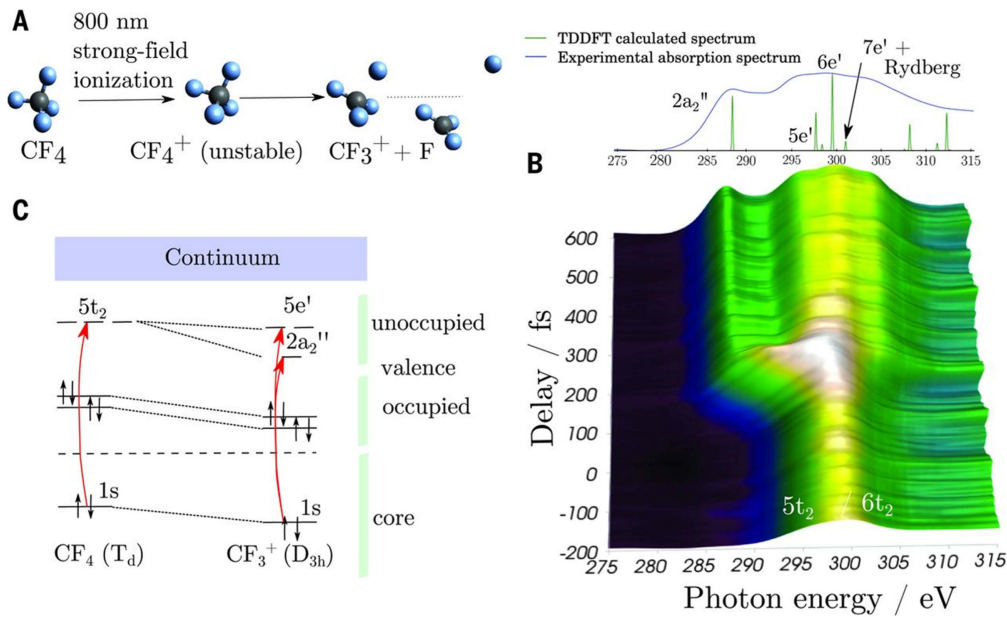 A
800 nm
strong-field
ionization
CF₄
CF₄⁺ (unstable)
CF₃⁺ + F
TDDFT calculated spectrum
Experimental absorption spectrum
7e' +
Rydberg
6e'
2a₂''
5e'
275 280 285 290 295 300 305 310 315
B
600
500
400
300
200
100
0
-100
-200
Delay / fs
5t₂ / 6t₂
275 280 285 290 295 300 305 310 315
Photon energy / eV
C
Continuum
5t₂
5e'
2a₂''
unoccupied
valence
occupied
1s
1s
core
CF₄ (T_d)
CF₃⁺ (D₃ₕ)